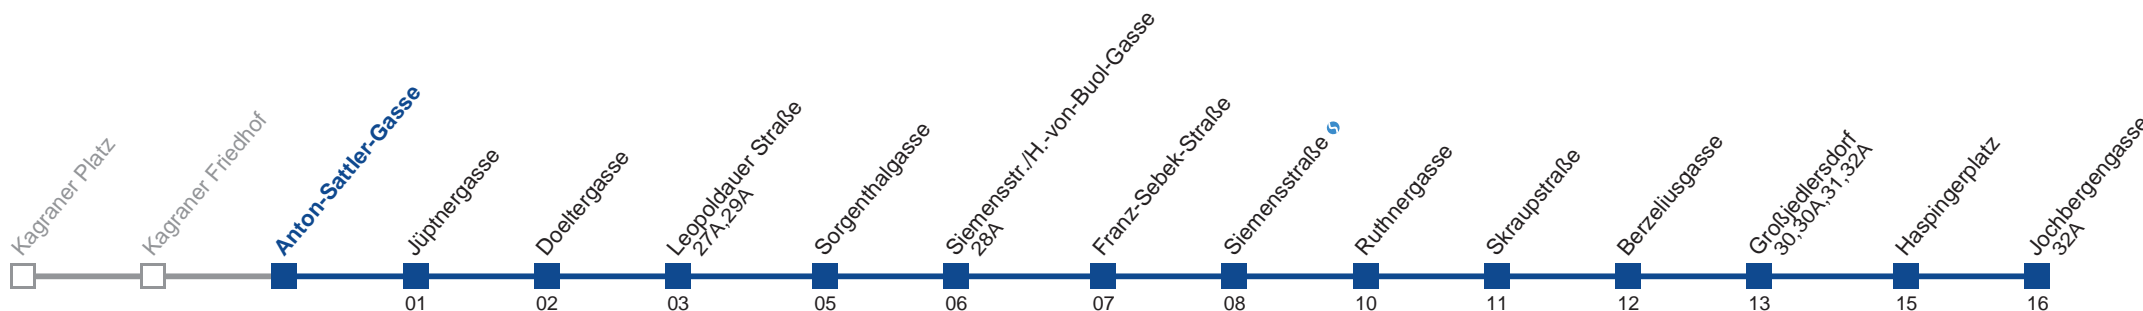 Kagraner Platz
Kagraner Friedhof
Anton-Sattler-Gasse
Jüptnergasse
Doeltergasse
Leopoldauer Straße
27A,29A
Sorgenthalgasse
Siemensstr./H.-von-Buol-Gasse
28A
Franz-Sebek-Straße
Siemensstraße
Ruthnergasse
Skraupstraße
Berzeliusgasse
Großjedlersdorf
30,30A,31,32A
Haspingerplatz
Jochbergengasse
32A
01 02 03 05 06 07 08 10 11 12 13 15 16